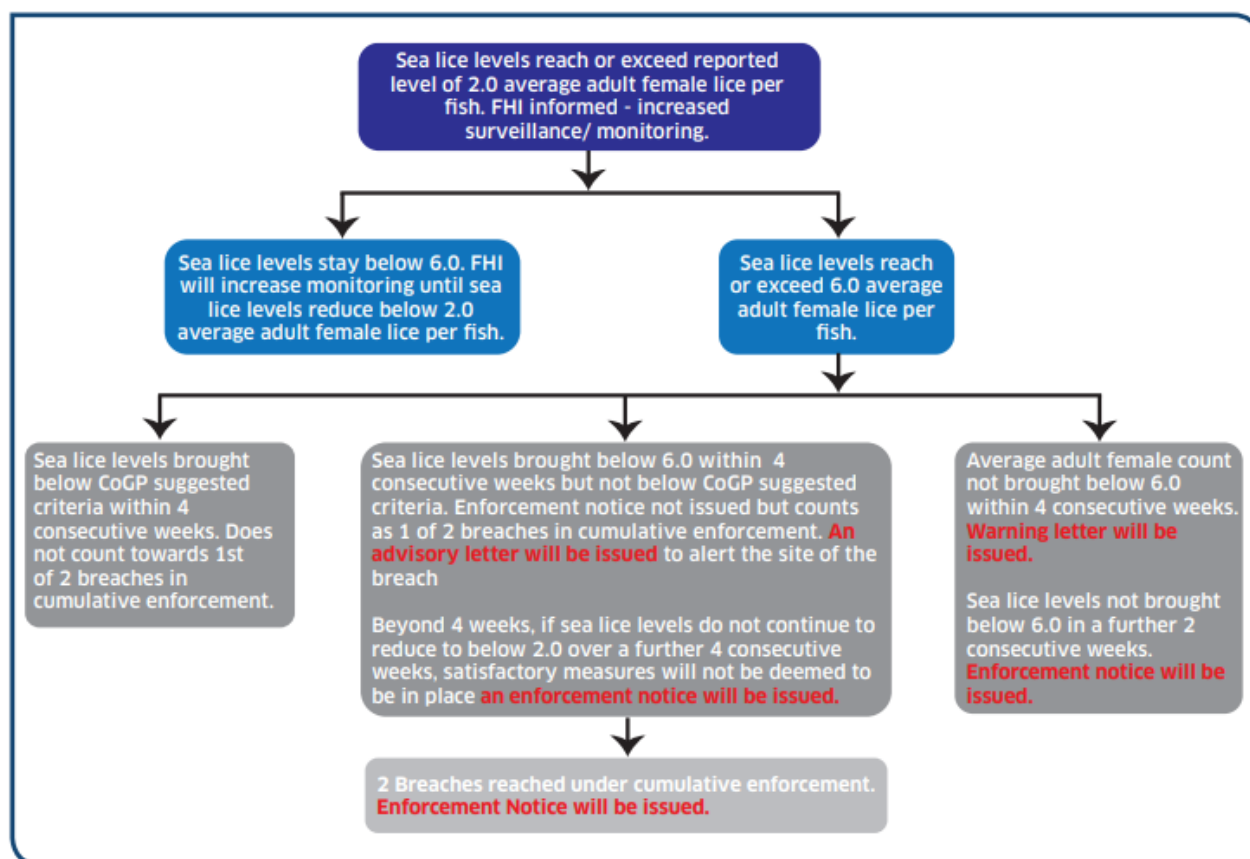 Sea lice levels reach or exceed reported
level of 2.0 average adult female lice per
fish. FHI informed - increased
surveillance/ monitoring.
Sea lice levels stay below 6.0. FHI
will increase monitoring until sea
lice levels reduce below 2.0
average adult female lice per fish.
Sea lice levels reach
or exceed 6.0 average
adult female lice per
fish.
Sea lice levels brought
below CoGP suggested
criteria within 4
consecutive weeks. Does
not count towards 1st
of 2 breaches in
cumulative enforcement.
Sea lice levels brought below 6.0 within 4
consecutive weeks but not below CoGP suggested
criteria. Enforcement notice not issued but counts
as 1 of 2 breaches in cumulative enforcement. An
advisory letter will be issued to alert the site of the
breach
Beyond 4 weeks, if sea lice levels do not continue to
reduce to below 2.0 over a further 4 consecutive
weeks, satisfactory measures will not be deemed to
be in place an enforcement notice will be issued.
Average adult female count
not brought below 6.0
within 4 consecutive weeks.
Warning letter will be
issued.
Sea lice levels not brought
below 6.0 in a further 2
consecutive weeks.
Enforcement notice will be
issued.
2 Breaches reached under cumulative enforcement.
Enforcement Notice will be issued.